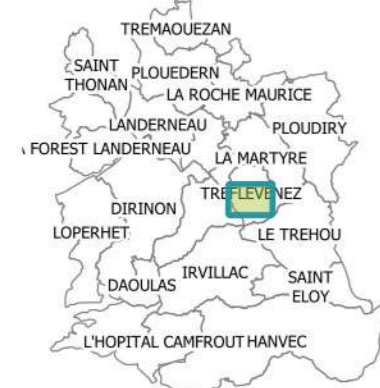 TREMAOUEZAN
SAINT
THONAN
PLOUEDERN
LA ROCHE MAURICE
LANDERNEAU
PLOUDIRY
FOREST LANDERNEAU
LA MARTYRE
TREFLEVENEZ
DIRINON
LOPERHET
LE TREHOU
IRVILLAC
SAINT
ELOY
DAOULAS
L'HOPITAL CAMFROUT
HANVEC